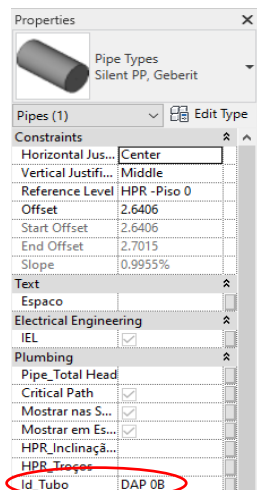 Properties
Pipe Types
Silent PP, Geberit
Pipes (1) Edit Type
Constraints
Horizontal Jus... Center
Vertical Justifi... Middle
Reference Level HPR -Piso 0
Offset 2.6406
Start Offset 2.6406
End Offset 2.7015
Slope 0.9955%
Text
Espaco
Electrical Engineering
IEL
Plumbing
Pipe_Total Head
Critical Path
Mostrar nas S...
Mostrar em Es...
HPR_Inclinaçã...
HPR_Troços
Id_Tubo DAP 0B